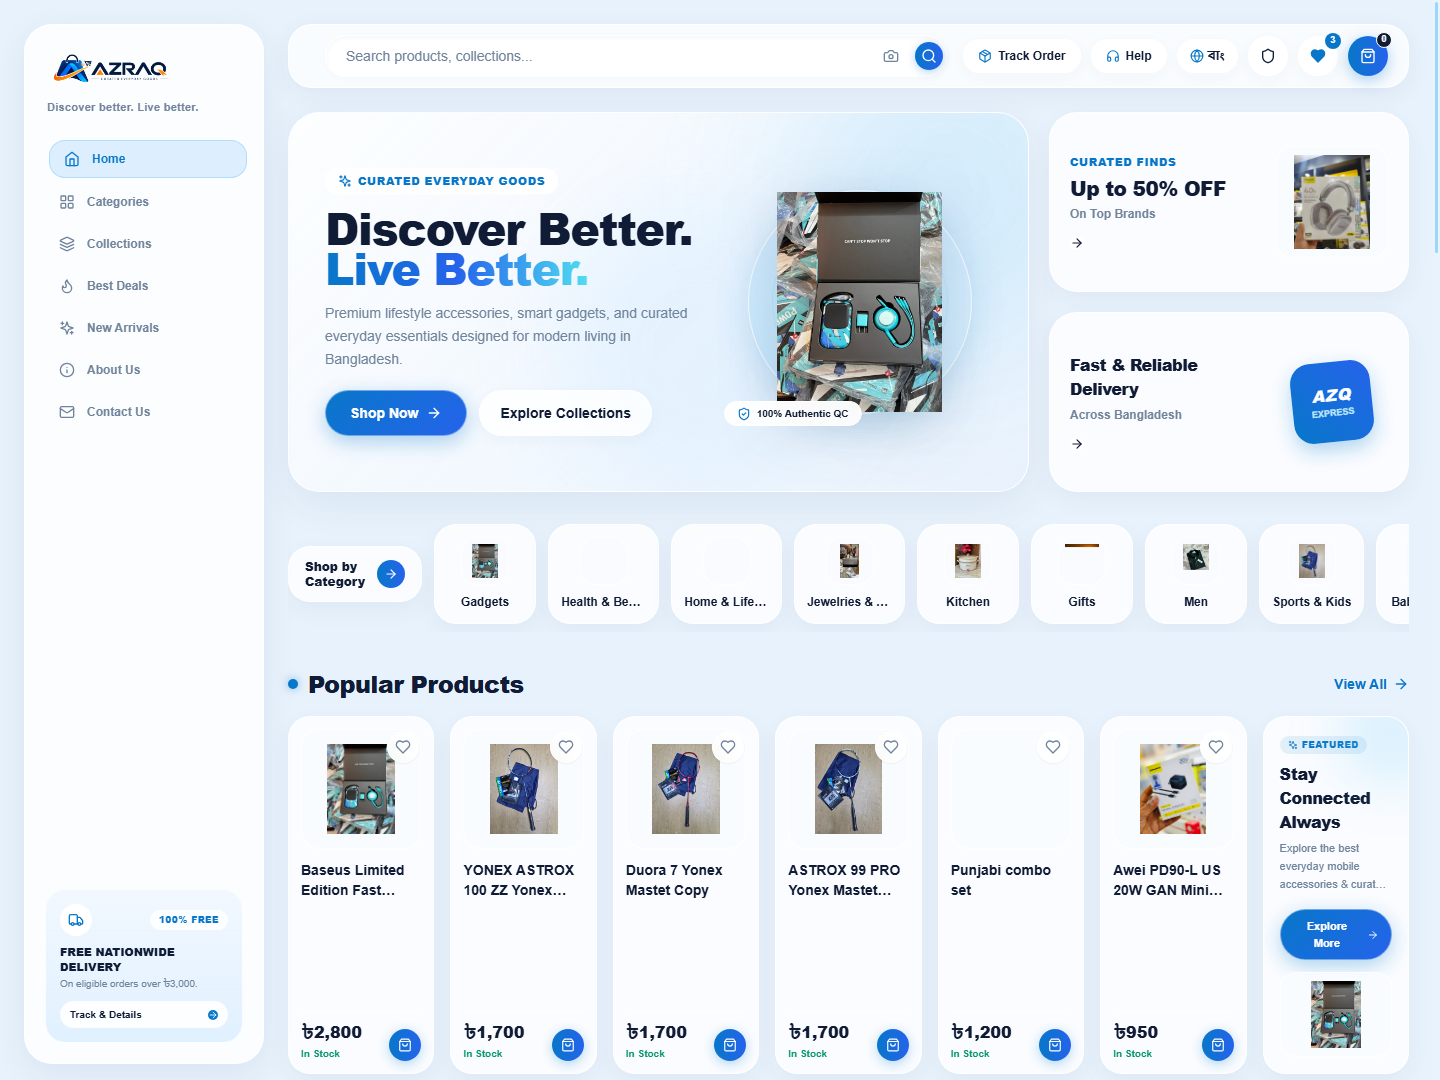 AZRAQ
Discover better. Live better.
Home
Categories
Collections
Best Deals
New Arrivals
About Us
Contact Us
100% FREE
FREE NATIONWIDE
DELIVERY
On eligible orders over ৳3,000.
Track & Details
Search products, collections...
Track Order
Help
বাং
3
0
CURATED EVERYDAY GOODS
Discover Better.
Live Better.
Premium lifestyle accessories, smart gadgets, and curated
everyday essentials designed for modern living in
Bangladesh.
Shop Now
Explore Collections
CAN'T STOP WON'T STOP
100% Authentic QC
CURATED FINDS
Up to 50% OFF
On Top Brands
Fast & Reliable
Delivery
Across Bangladesh
AZQ
EXPRESS
Shop by
Category
Gadgets
Health & Be...
Home & Life...
Jewelries & ...
Kitchen
Gifts
Men
Sports & Kids
Popular Products
View All
Baseus Limited
Edition Fast...
৳2,800
In Stock
YONEX ASTROX
100 ZZ Yonex...
৳1,700
In Stock
Duora 7 Yonex
Mastet Copy
৳1,700
In Stock
ASTROX 99 PRO
Yonex Mastet...
৳1,700
In Stock
Punjabi combo
set
৳1,200
In Stock
Awei PD90-L US
20W GAN Mini...
৳950
In Stock
FEATURED
Stay
Connected
Always
Explore the best
everyday mobile
accessories & curat...
Explore
More